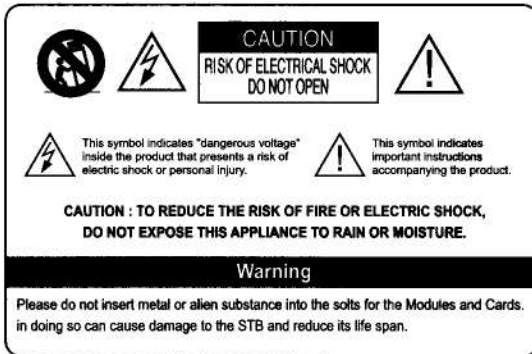 CAUTION
RISK OF ELECTRICAL SHOCK
DO NOT OPEN
This symbol indicates "dangerous voltage"
inside the product that presents a risk of
electric shock or personal injury.
This symbol indicates
important instructions
accompanying the product.
CAUTION : TO REDUCE THE RISK OF FIRE OR ELECTRIC SHOCK,
DO NOT EXPOSE THIS APPLIANCE TO RAIN OR MOISTURE.
Warning
Please do not insert metal or alien substance into the solts for the Modules and Cards.
in doing so can cause damage to the STB and reduce its life span.